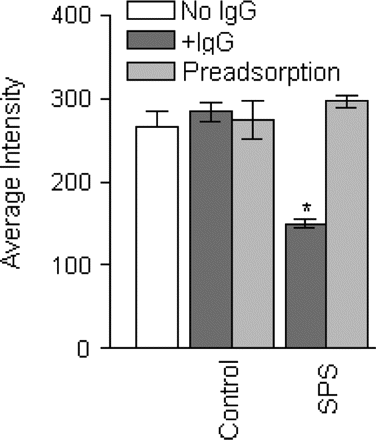 No IgG
+IgG
Preadsorption
Average Intensity
400
300
200
100
0
*
Control
SPS